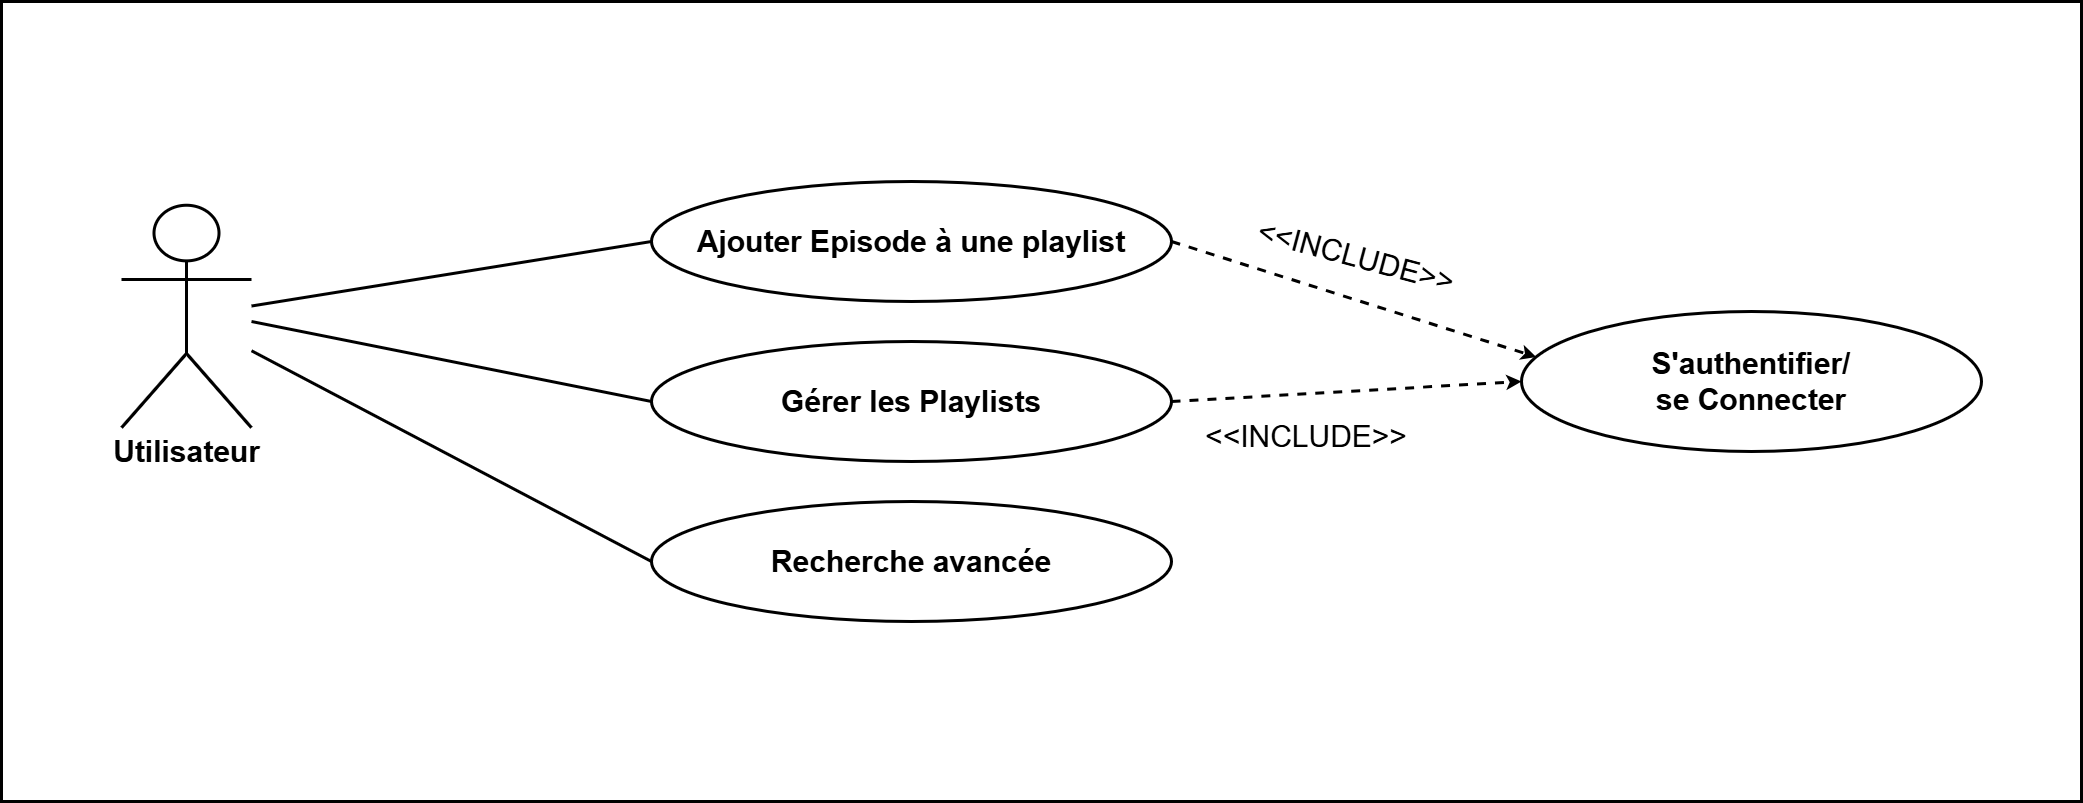 Utilisateur
Ajouter Episode à une playlist
<<INCLUDE>>
Gérer les Playlists
<<INCLUDE>>
S'authentifier/
se Connecter
Recherche avancée